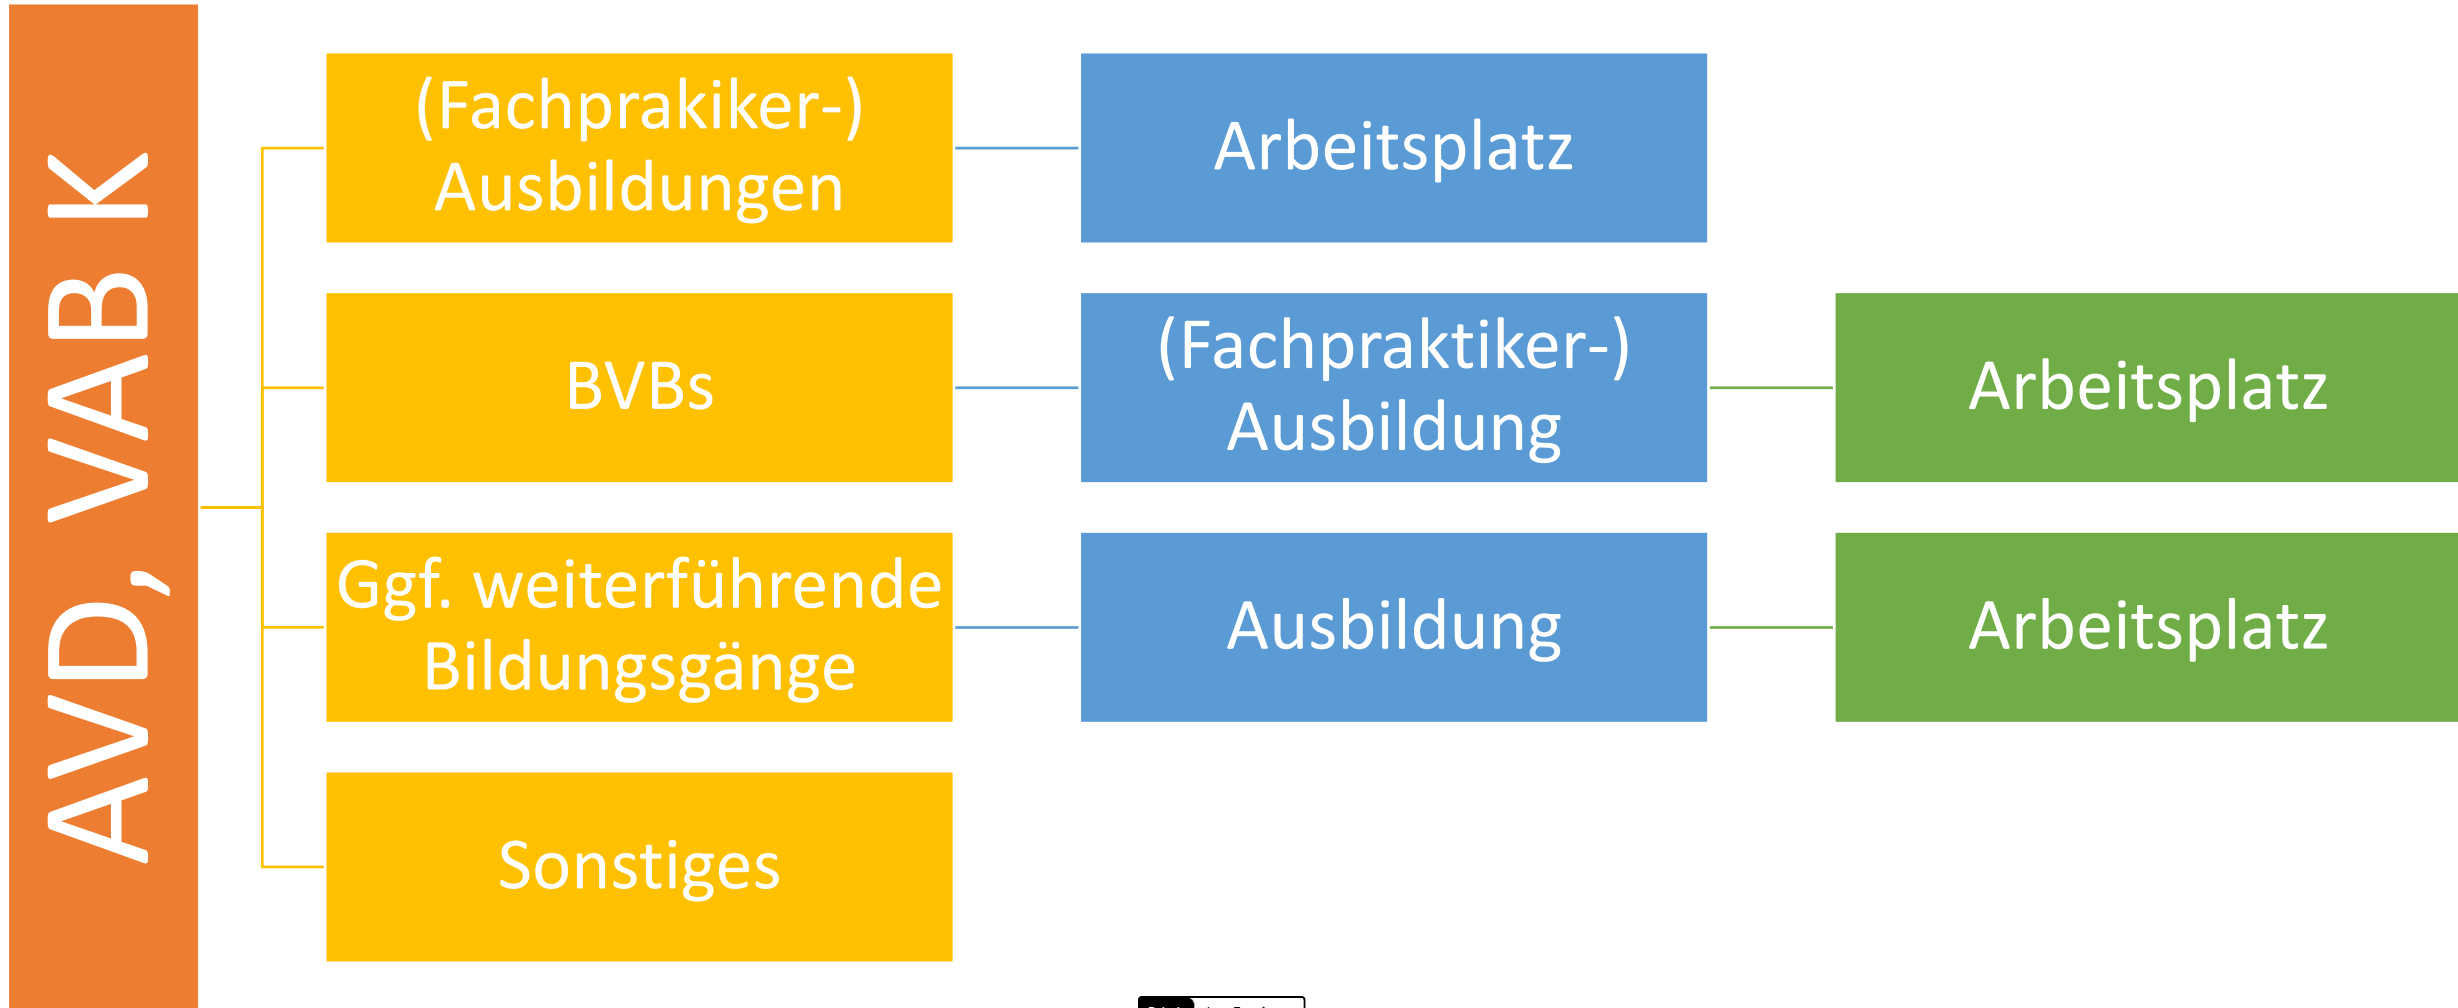 AVD, VAB K
(Fachprakiker-)
Ausbildungen
Arbeitsplatz
BVBs
(Fachpraktiker-)
Ausbildung
Arbeitsplatz
Ggf. weiterführende
Bildungsgänge
Ausbildung
Arbeitsplatz
Sonstiges